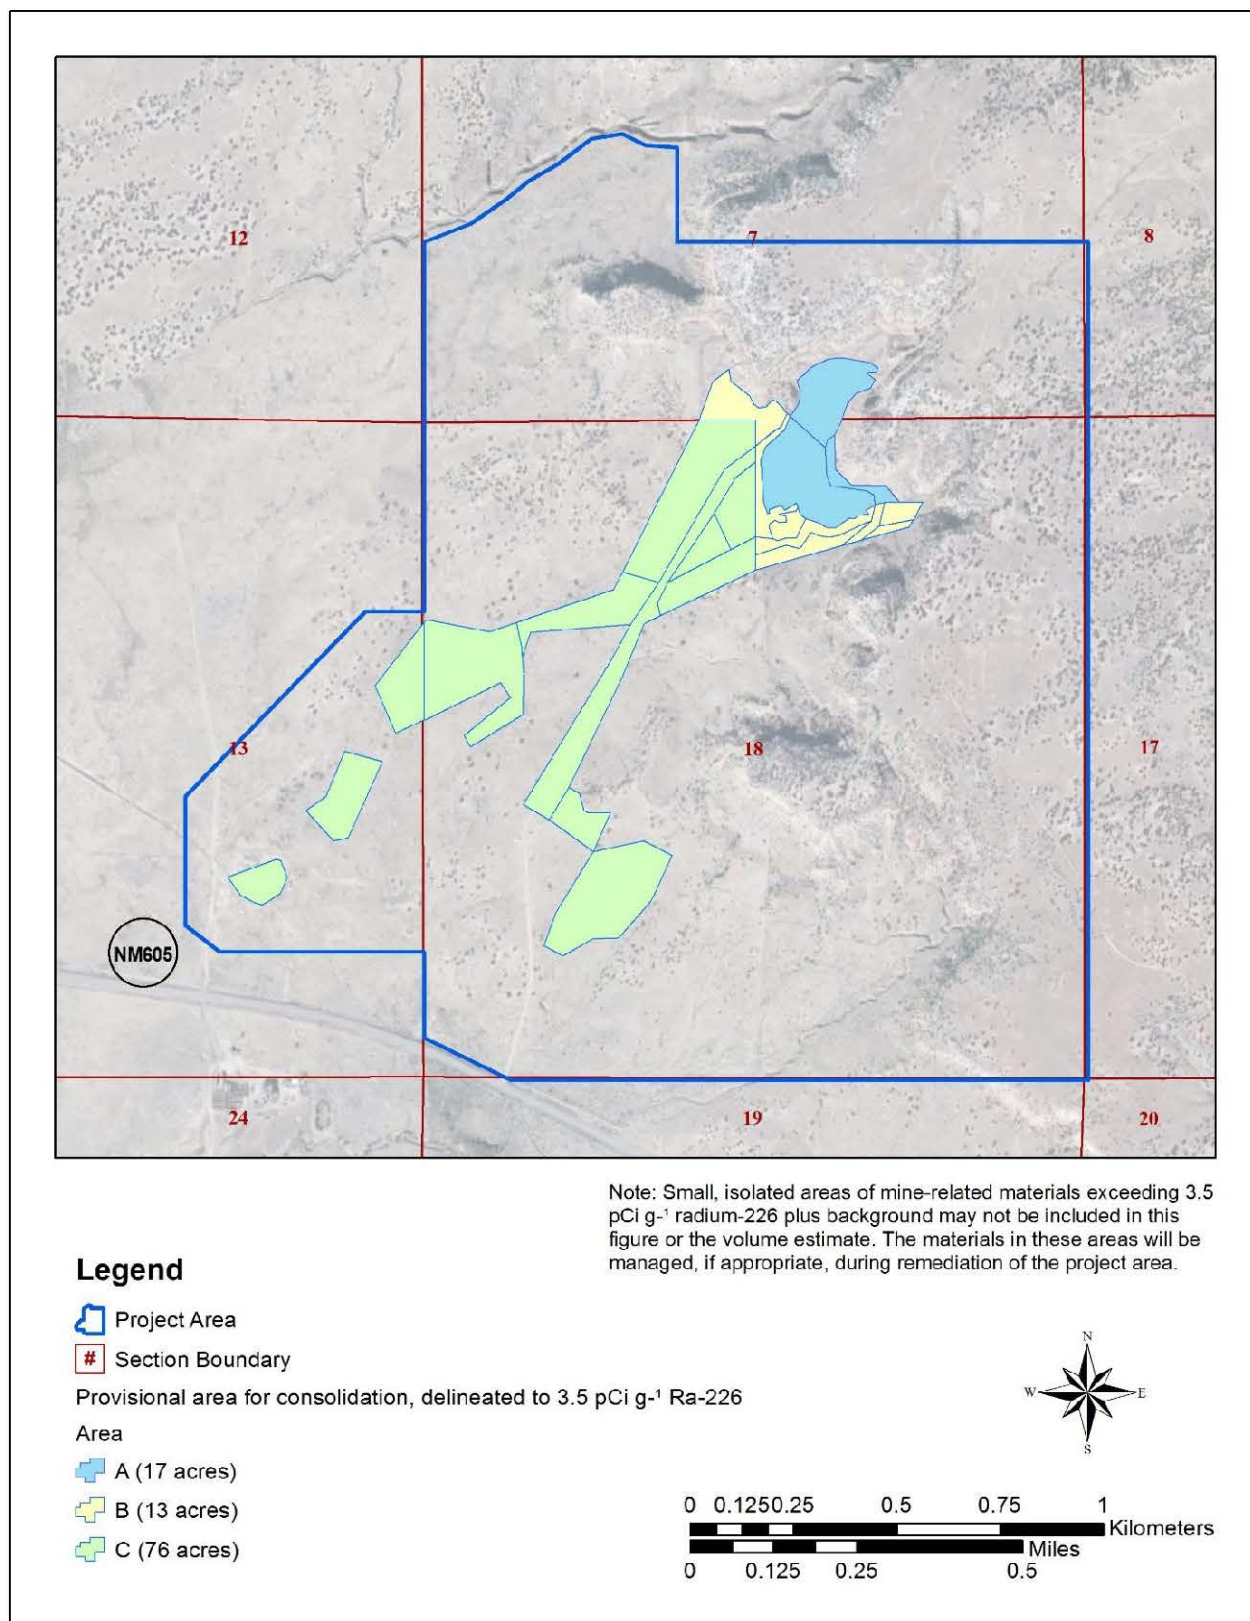 12
7
8
13
18
17
NM605
24
19
20
Note: Small, isolated areas of mine-related materials exceeding 3.5
pCi g-¹ radium-226 plus background may not be included in this
figure or the volume estimate. The materials in these areas will be
managed, if appropriate, during remediation of the project area.
Legend
Project Area
# Section Boundary
Provisional area for consolidation, delineated to 3.5 pCi g-¹ Ra-226
Area
A (17 acres)
B (13 acres)
C (76 acres)
N
W E
S
0 0.125 0.25 0.5 0.75 1
Kilometers
Miles
0 0.125 0.25 0.5